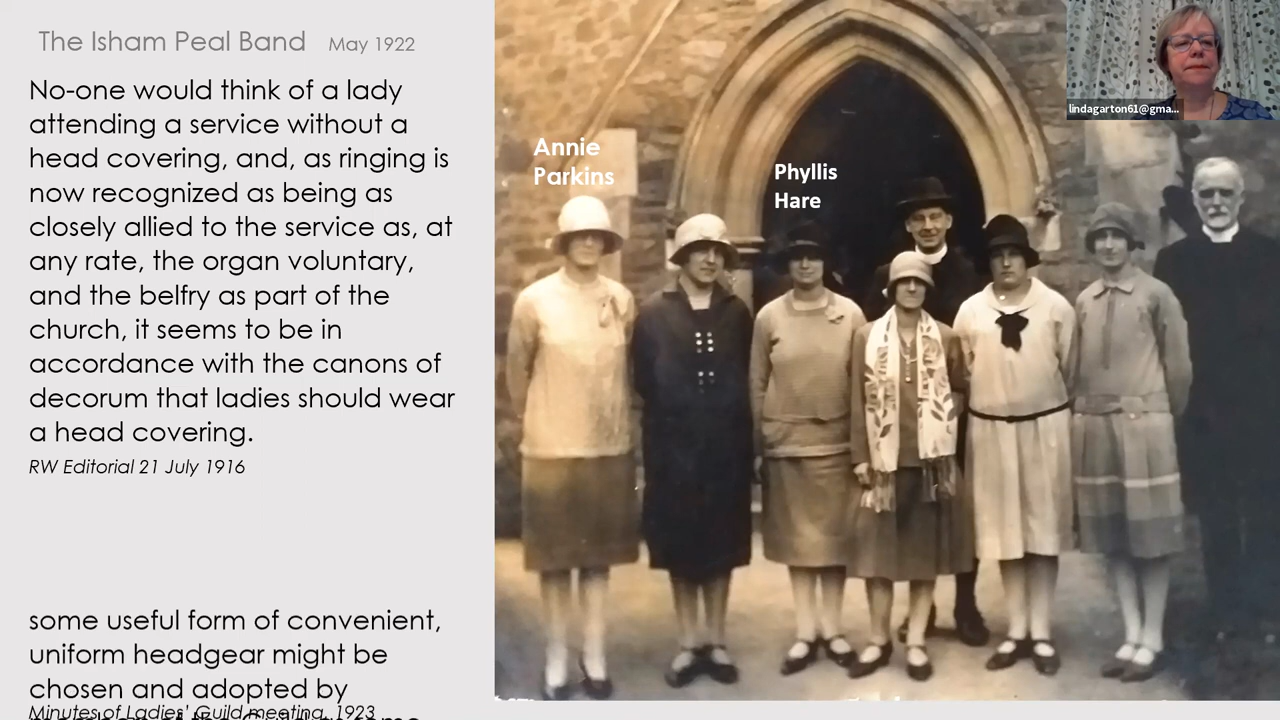 The Isham Peal Band May 1922
No-one would think of a lady
attending a service without a
head covering, and, as ringing is
now recognized as being as
closely allied to the service as, at
any rate, the organ voluntary,
and the belfry as part of the
church, it seems to be in
accordance with the canons of
decorum that ladies should wear
a head covering.
RW Editorial 21 July 1916
some useful form of convenient,
uniform headgear might be
chosen and adopted by
Minutes of Ladies' Guild meeting, 1923
Annie
Parkins
Phyllis
Hare
lindagarton61@gma...